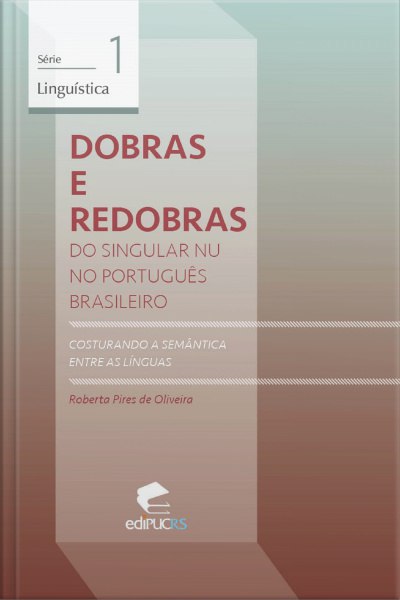 Série 1
Linguística
DOBRAS
E
REDOBRAS
DO SINGULAR NU
NO PORTUGUÊS
BRASILEIRO
COSTURANDO A SEMÂNTICA
ENTRE AS LÍNGUAS
Roberta Pires de Oliveira
ediPUCRS